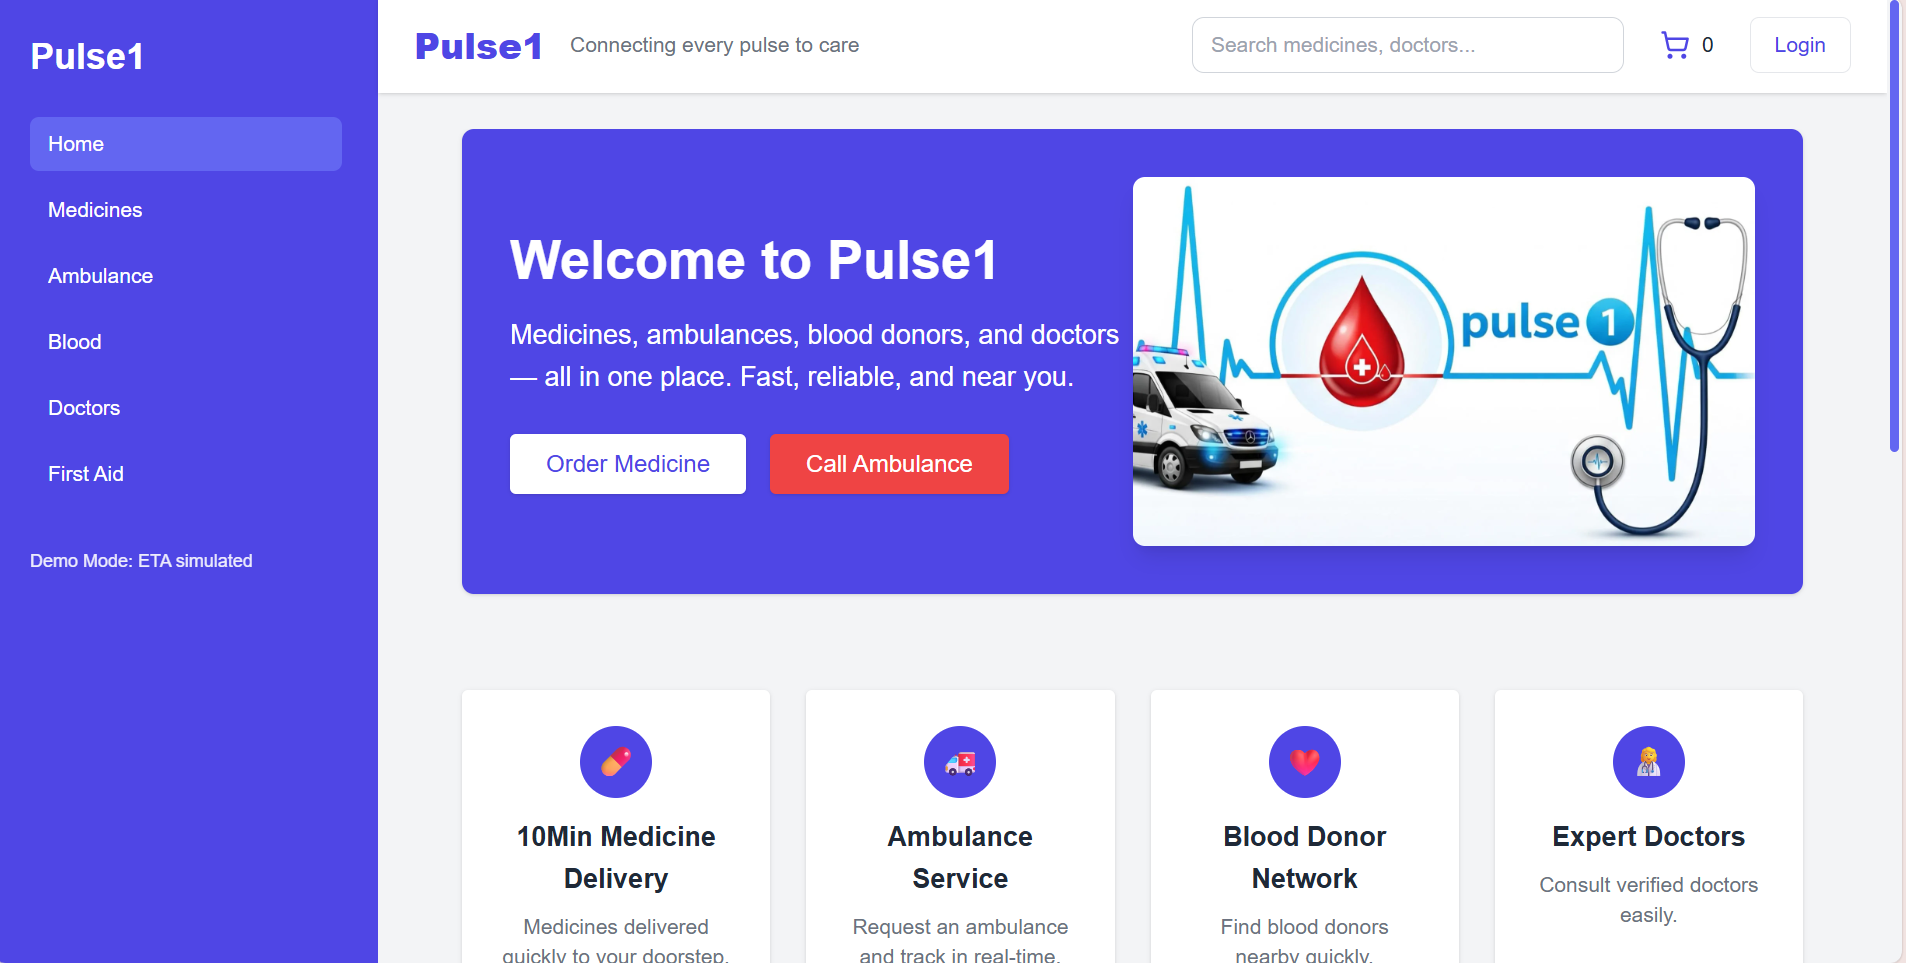 Pulse1
Home
Medicines
Ambulance
Blood
Doctors
First Aid
Demo Mode: ETA simulated
Pulse1
Connecting every pulse to care
Search medicines, doctors...
0
Login
Welcome to Pulse1
Medicines, ambulances, blood donors, and doctors
— all in one place. Fast, reliable, and near you.
Order Medicine
Call Ambulance
pulse 1
10Min Medicine
Delivery
Medicines delivered
quickly to your doorstep.
Ambulance
Service
Request an ambulance
and track in real-time.
Blood Donor
Network
Find blood donors
nearby quickly.
Expert Doctors
Consult verified doctors
easily.